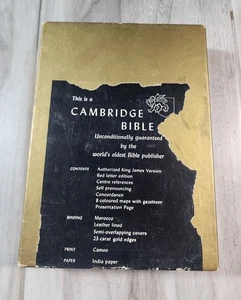 This is a
CAMBRIDGE
BIBLE
Unconditionally guaranteed
by the
world's oldest Bible publisher
CONTENTS Authorized King James Version
Red letter edition
Centre references
Self pronouncing
Concordance
8 coloured maps with gazetteer
Presentation Page
BINDING Morocco
Leather lined
Semi-overlapping covers
23 carat gold edges
PRINT Cameo
PAPER India paper